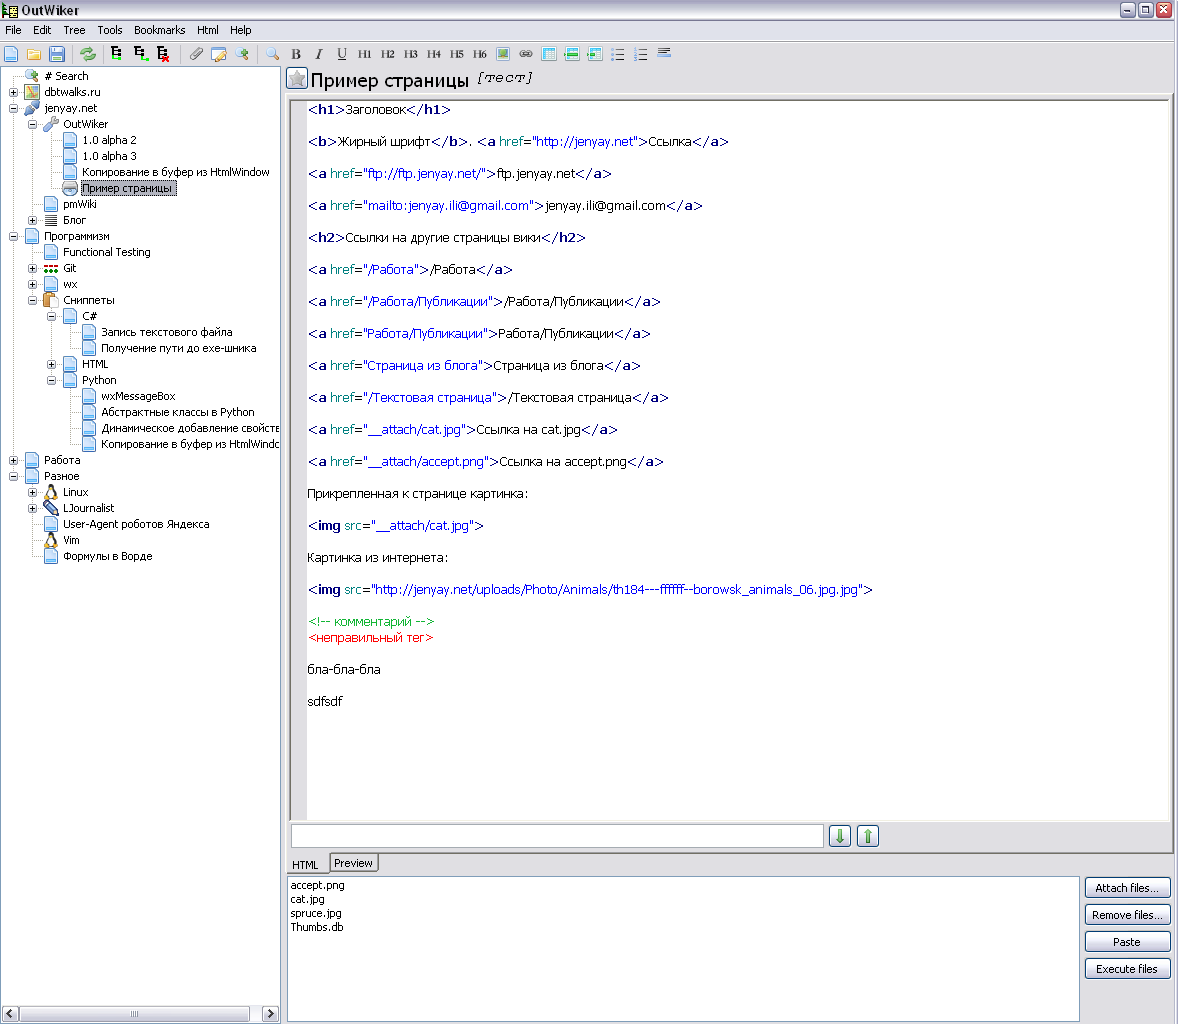 OutWiker
File Edit Tree Tools Bookmarks Html Help
B I U H1 H2 H3 H4 H5 H6
# Search
dbtwalks.ru
jenyay.net
OutWiker
1.0 alpha 2
1.0 alpha 3
Копирование в буфер из HtmlWindow
Пример страницы
pmWiki
Блог
Программизм
Functional Testing
Git
wx
Сниппеты
C#
Запись текстового файла
Получение пути до exe-шника
HTML
Python
wxMessageBox
Абстрактные классы в Python
Динамическое добавление свойств
Копирование в буфер из HtmlWindo
Работа
Разное
Linux
LJournalist
User-Agent роботов Яндекса
Vim
Формулы в Ворде
Пример страницы [тест]
<h1>Заголовок</h1>
<b>Жирный шрифт</b>. <a href="http://jenyay.net">Ссылка</a>
<a href="ftp://ftp.jenyay.net/">ftp.jenyay.net</a>
<a href="mailto:jenyay.ili@gmail.com">jenyay.ili@gmail.com</a>
<h2>Ссылки на другие страницы вики</h2>
<a href="/Работа">/Работа</a>
<a href="/Работа/Публикации">/Работа/Публикации</a>
<a href="Работа/Публикации">Работа/Публикации</a>
<a href="Страница из блога">Страница из блога</a>
<a href="/Текстовая страница">/Текстовая страница</a>
<a href="__attach/cat.jpg">Ссылка на cat.jpg</a>
<a href="__attach/accept.png">Ссылка на accept.png</a>
Прикрепленная к странице картинка:
<img src="__attach/cat.jpg">
Картинка из интернета:
<img src="http://jenyay.net/uploads/Photo/Animals/th184---ffffff--borowsk_animals_06.jpg.jpg">
<!-- комментарий -->
<неправильный тег>
бла-бла-бла
sdfsdf
HTML Preview
accept.png
cat.jpg
spruce.jpg
Thumbs.db
Attach files...
Remove files...
Paste
Execute files